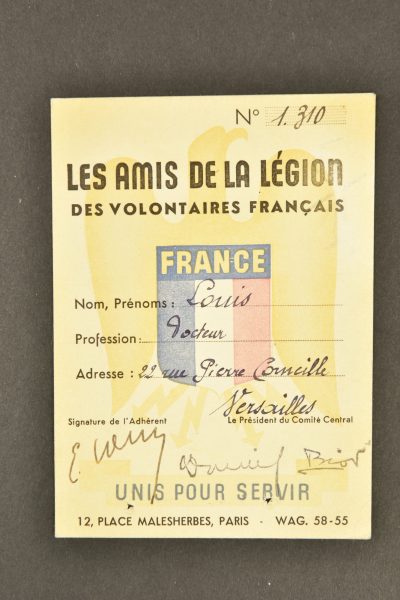 N° 1.310
LES AMIS DE LA LÉGION
DES VOLONTAIRES FRANÇAIS
FRANCE
Nom, Prénoms : Louis
Profession : Docteur
Adresse : 22 rue Pierre Corneille
Versailles
Signature de l'Adhérent
Le Président du Comité Central
E. Louis
UNIS POUR SERVIR
12, PLACE MALESHERBES, PARIS - WAG. 58-55